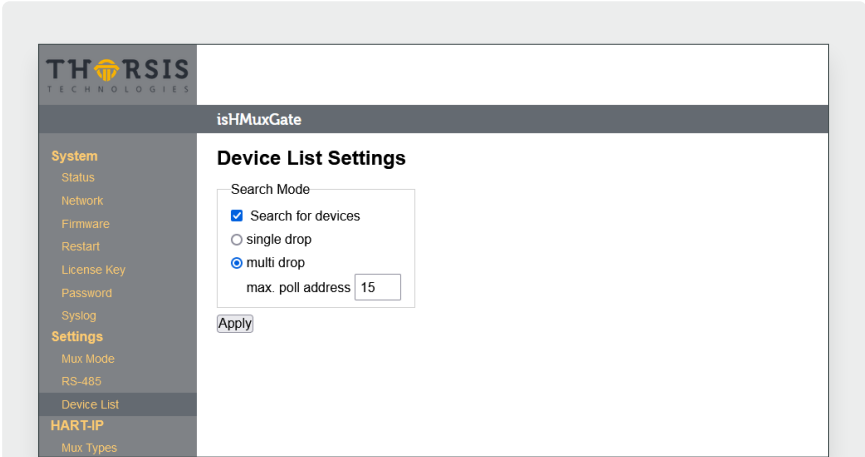 THORSIS
TECHNOLOGIES
isHMuxGate
System
Status
Network
Firmware
Restart
License Key
Password
Syslog
Settings
Mux Mode
RS-485
Device List
HART-IP
Mux Types
Device List Settings
Search Mode
Search for devices
single drop
multi drop
max. poll address 15
Apply